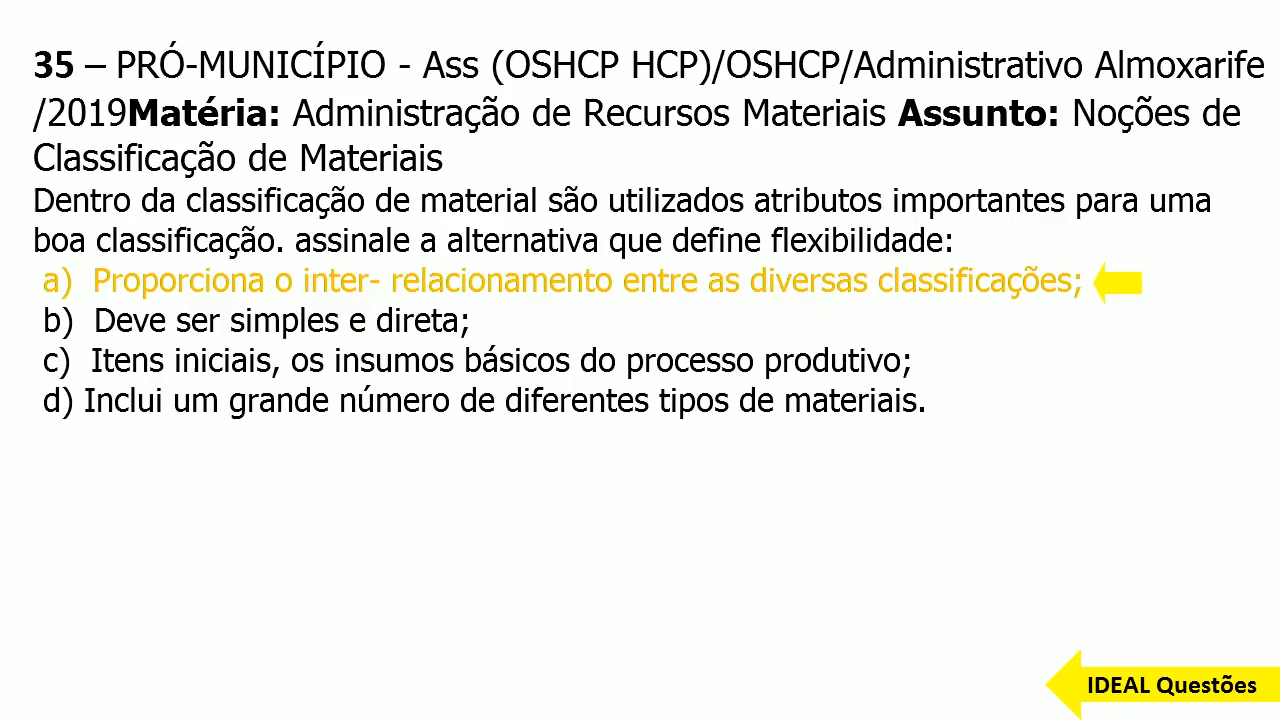 35 – PRÓ-MUNICÍPIO - Ass (OSHCP HCP)/OSHCP/Administrativo Almoxarife
/2019Matéria: Administração de Recursos Materiais Assunto: Noções de
Classificação de Materiais
Dentro da classificação de material são utilizados atributos importantes para uma
boa classificação. assinale a alternativa que define flexibilidade:
a) Proporciona o inter- relacionamento entre as diversas classificações;
b) Deve ser simples e direta;
c) Itens iniciais, os insumos básicos do processo produtivo;
d) Inclui um grande número de diferentes tipos de materiais.
IDEAL Questões